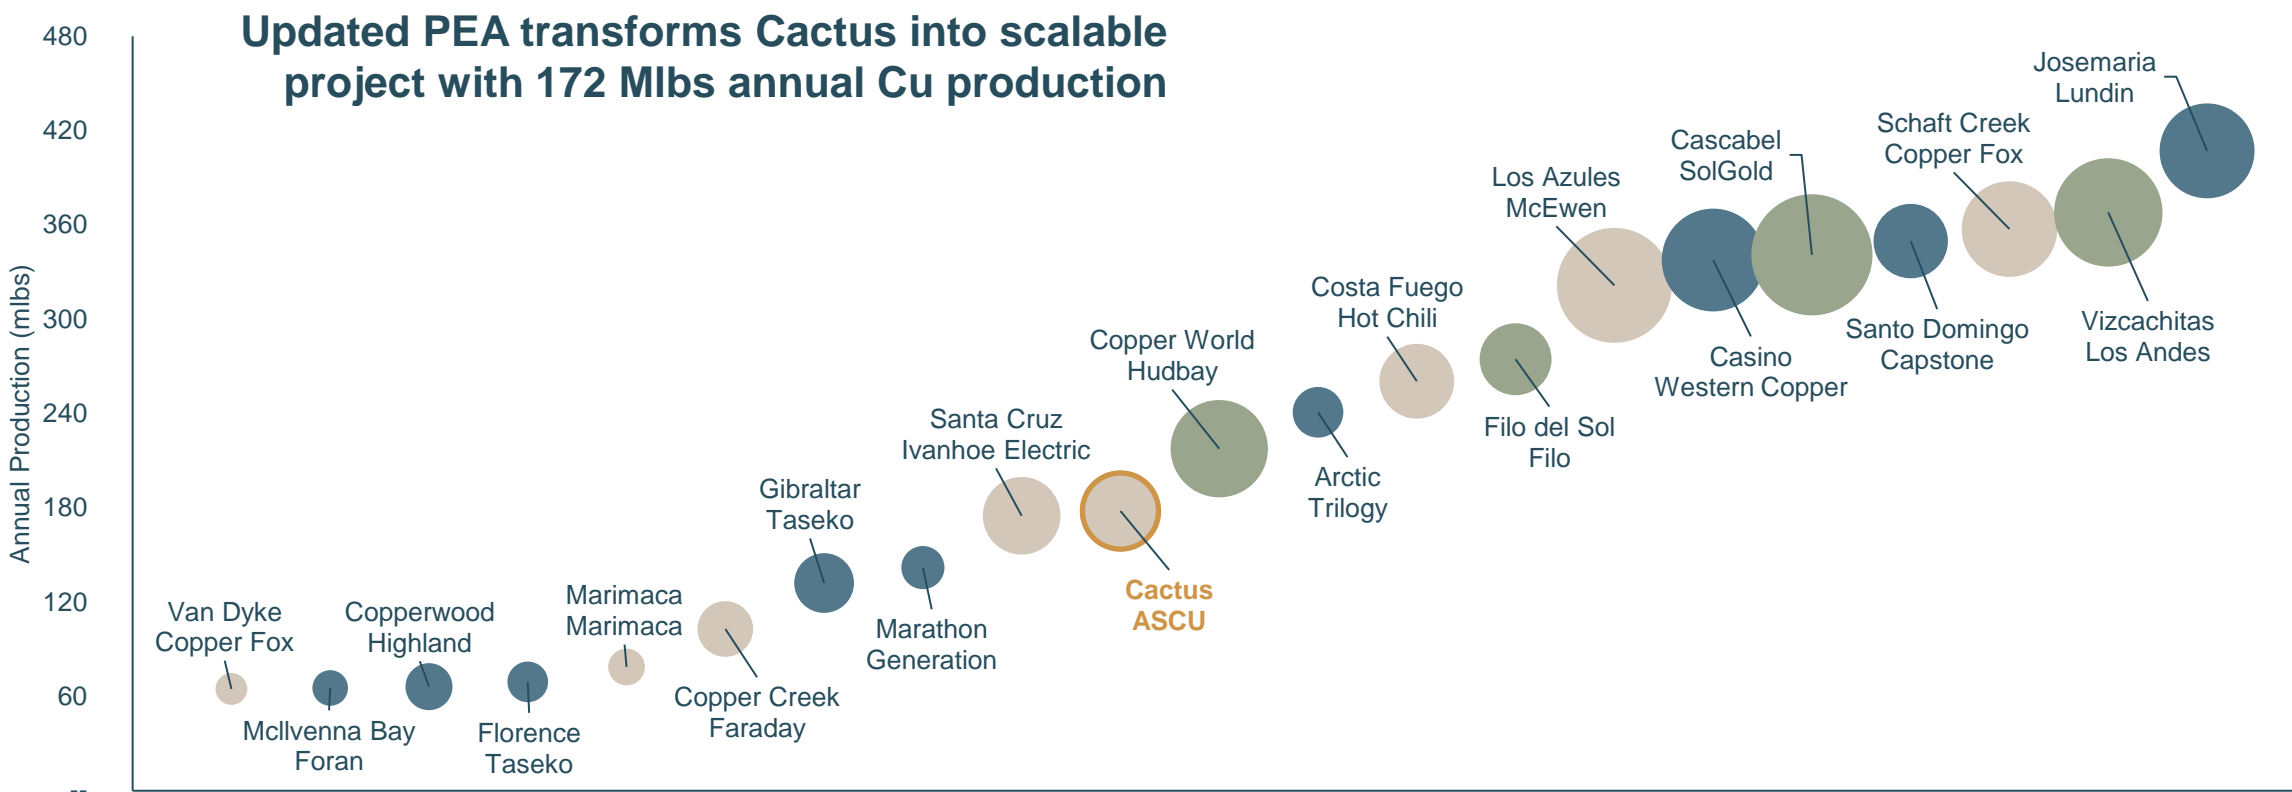 Updated PEA transforms Cactus into scalable
project with 172 Mlbs annual Cu production
Annual Production (mlbs)
480
420
360
300
240
180
120
60
--
Van Dyke
Copper Fox
McIlvenna Bay
Foran
Copperwood
Highland
Florence
Taseko
Marimaca
Marimaca
Copper Creek
Faraday
Gibraltar
Taseko
Marathon
Generation
Santa Cruz
Ivanhoe Electric
Cactus
ASCU
Copper World
Hudbay
Arctic
Trilogy
Costa Fuego
Hot Chili
Filo del Sol
Filo
Los Azules
McEwen
Casino
Western Copper
Cascabel
SolGold
Santo Domingo
Capstone
Schaft Creek
Copper Fox
Vizcachitas
Los Andes
Josemaria
Lundin